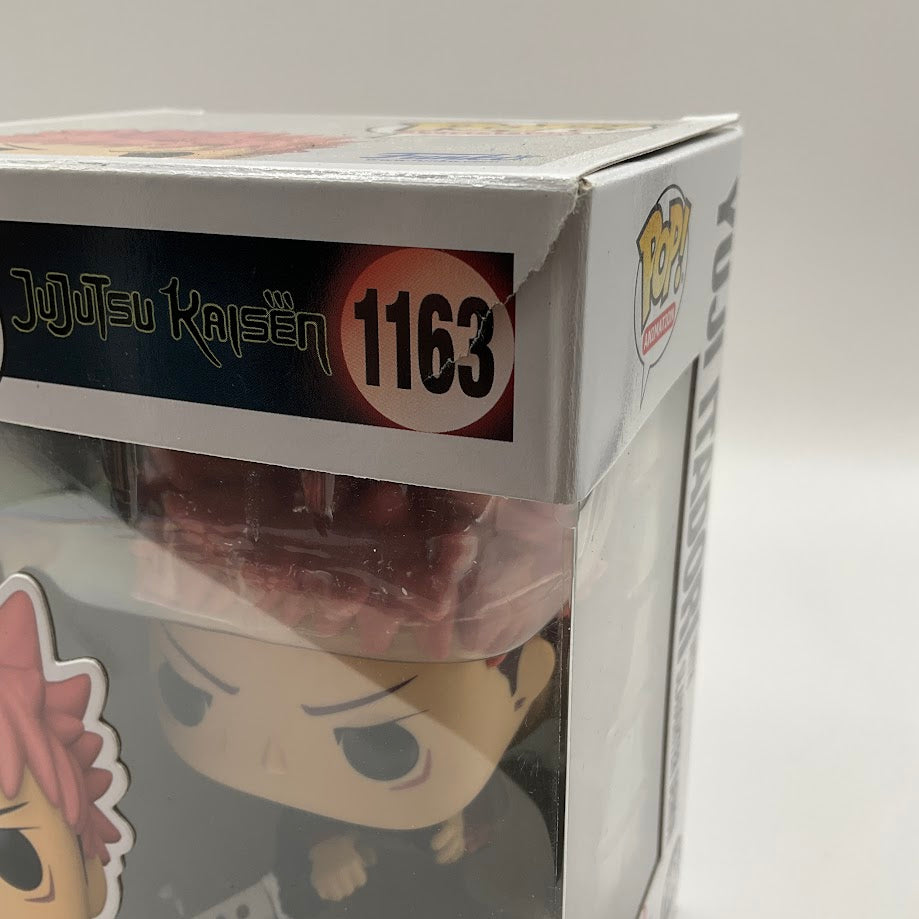 JUJUTSU KAISEN
1163
POP!
ANIMATION
YUJI ITADORI